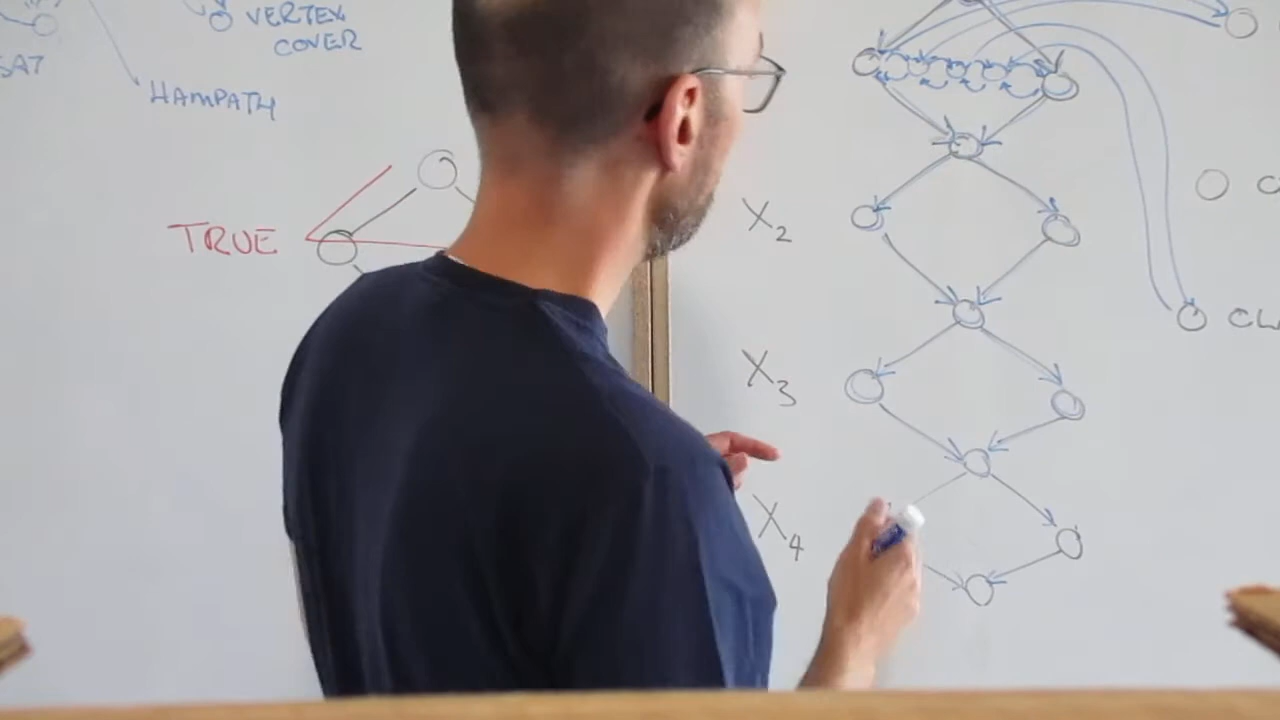 VERTEX
COVER
SAT
HAMPATH
TRUE
X2
X3
X4